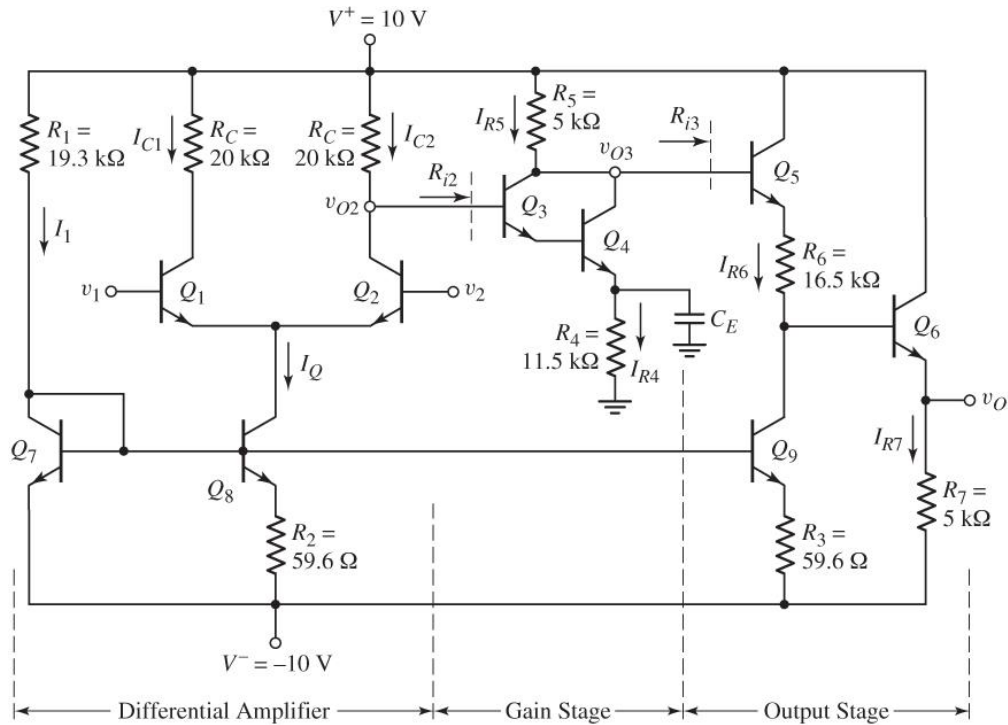 V⁺ = 10 V
R₁ =
19.3 kΩ
I_C1
R_C =
20 kΩ
R_C =
20 kΩ
I_C2
I_R5
R₅ =
5 kΩ
R_i2
v_O3
R_i3
Q₅
v_O2
Q₃
I₁
Q₄
I_R6
R₆ =
16.5 kΩ
v₁
Q₁
Q₂
v₂
C_E
Q₆
I_Q
R₄ =
11.5 kΩ
I_R4
v_O
Q₇
Q₈
Q₉
I_R7
R₂ =
59.6 Ω
R₃ =
59.6 Ω
R₇ =
5 kΩ
V⁻ = –10 V
Differential Amplifier
Gain Stage
Output Stage